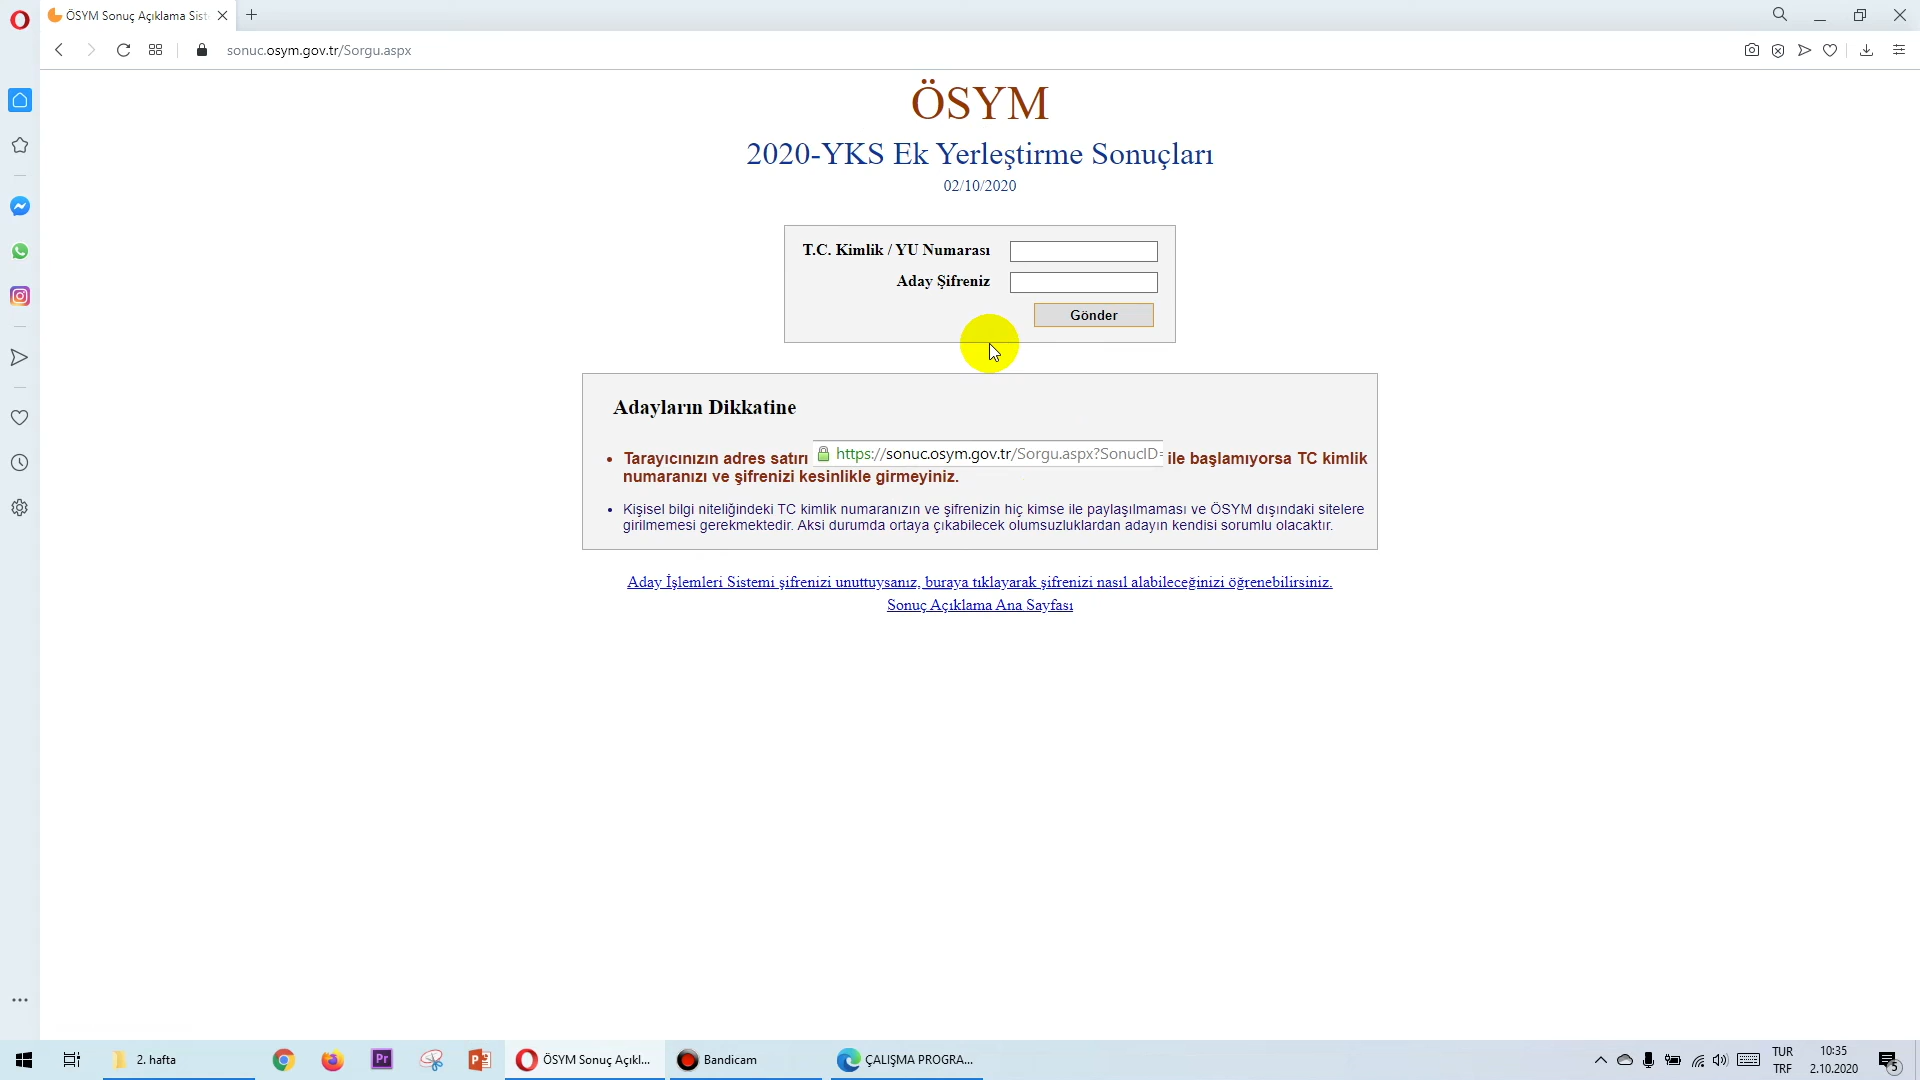 ÖSYM Sonuç Açıklama Sist
sonuc.osym.gov.tr/Sorgu.aspx
ÖSYM
2020-YKS Ek Yerleştirme Sonuçları
02/10/2020
T.C. Kimlik / YU Numarası
Aday Şifreniz
Gönder
Adayların Dikkatine
• Tarayıcınızın adres satırı https://sonuc.osym.gov.tr/Sorgu.aspx?SonucID= ile başlamıyorsa TC kimlik
numaranızı ve şifrenizi kesinlikle girmeyiniz.
• Kişisel bilgi niteliğindeki TC kimlik numaranızın ve şifrenizin hiç kimse ile paylaşılmaması ve ÖSYM dışındaki sitelere
girilmemesi gerekmektedir. Aksi durumda ortaya çıkabilecek olumsuzluklardan adayın kendisi sorumlu olacaktır.
Aday İşlemleri Sistemi şifrenizi unuttuysanız, buraya tıklayarak şifrenizi nasıl alabileceğinizi öğrenebilirsiniz.
Sonuç Açıklama Ana Sayfası
2. hafta
Pr
ÖSYM Sonuç Açıkl...
Bandicam
ÇALIŞMA PROGRA...
TUR
TRF
10:35
2.10.2020
5